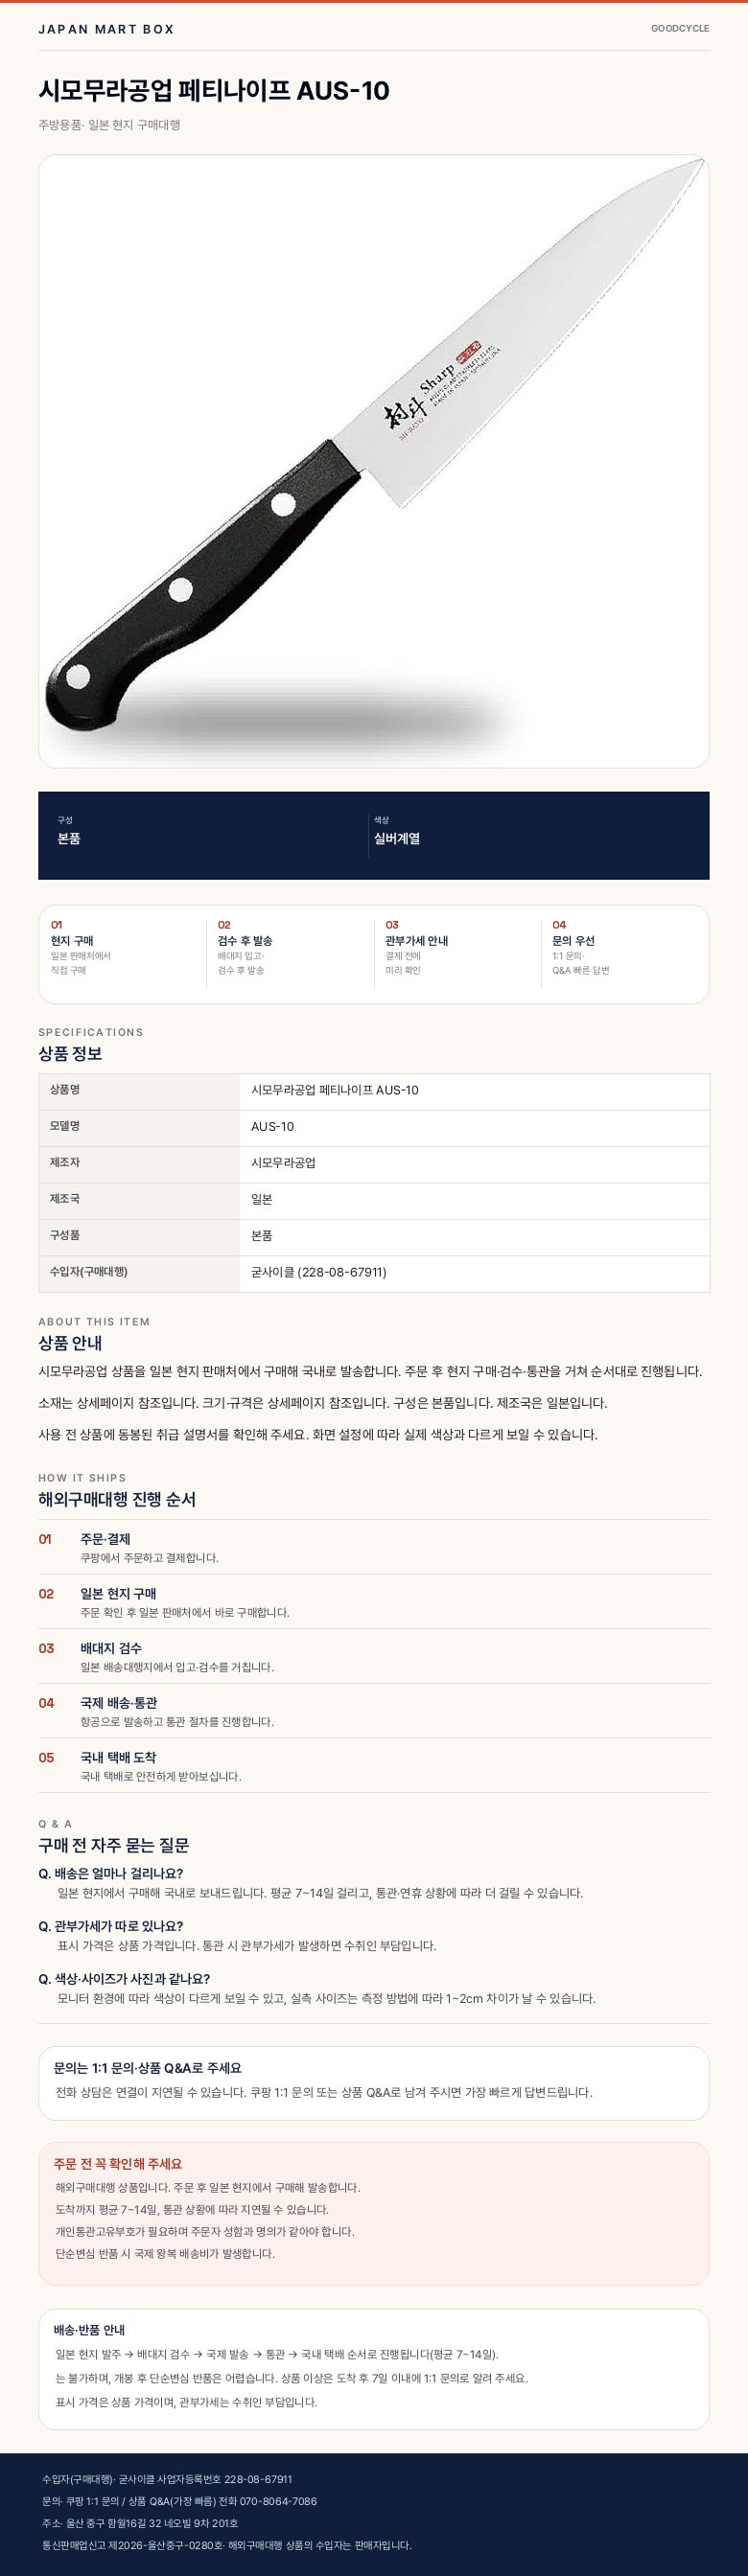 JAPAN MART BOX
GOODCYCLE
시모무라공업 페티나이프 AUS-10
주방용품· 일본 현지 구매대행
村斗 Sharp
구성
본품
색상
실버계열
01
현지 구매
일본 판매처에서
직접 구매
02
검수 후 발송
배대지 입고·
검수 후 발송
03
관부가세 안내
결제 전에
미리 확인
04
문의 우선
1:1 문의·
Q&A 빠른 답변
SPECIFICATIONS
상품 정보
상품명 시모무라공업 페티나이프 AUS-10
모델명 AUS-10
제조자 시모무라공업
제조국 일본
구성품 본품
수입자(구매대행) 굳사이클 (228-08-67911)
ABOUT THIS ITEM
상품 안내
시모무라공업 상품을 일본 현지 판매처에서 구매해 국내로 발송합니다. 주문 후 현지 구매·검수·통관을 거쳐 순서대로 진행됩니다.
소재는 상세페이지 참조입니다. 크기·규격은 상세페이지 참조입니다. 구성은 본품입니다. 제조국은 일본입니다.
사용 전 상품에 동봉된 취급 설명서를 확인해 주세요. 화면 설정에 따라 실제 색상과 다르게 보일 수 있습니다.
HOW IT SHIPS
해외구매대행 진행 순서
01 주문·결제
쿠팡에서 주문하고 결제합니다.
02 일본 현지 구매
주문 확인 후 일본 판매처에서 바로 구매합니다.
03 배대지 검수
일본 배송대행지에서 입고·검수를 거칩니다.
04 국제 배송·통관
항공으로 발송하고 통관 절차를 진행합니다.
05 국내 택배 도착
국내 택배로 안전하게 받아보십니다.
Q & A
구매 전 자주 묻는 질문
Q. 배송은 얼마나 걸리나요?
일본 현지에서 구매해 국내로 보내드립니다. 평균 7~14일 걸리고, 통관·연휴 상황에 따라 더 걸릴 수 있습니다.
Q. 관부가세가 따로 있나요?
표시 가격은 상품 가격입니다. 통관 시 관부가세가 발생하면 수취인 부담입니다.
Q. 색상·사이즈가 사진과 같나요?
모니터 환경에 따라 색상이 다르게 보일 수 있고, 실측 사이즈는 측정 방법에 따라 1~2cm 차이가 날 수 있습니다.
문의는 1:1 문의·상품 Q&A로 주세요
전화 상담은 연결이 지연될 수 있습니다. 쿠팡 1:1 문의 또는 상품 Q&A로 남겨 주시면 가장 빠르게 답변드립니다.
주문 전 꼭 확인해 주세요
해외구매대행 상품입니다. 주문 후 일본 현지에서 구매해 발송합니다.
도착까지 평균 7~14일, 통관 상황에 따라 지연될 수 있습니다.
개인통관고유부호가 필요하며 주문자 성함과 명의가 같아야 합니다.
단순변심 반품 시 국제 왕복 배송비가 발생합니다.
배송·반품 안내
일본 현지 발주 → 배대지 검수 → 국제 발송 → 통관 → 국내 택배 순서로 진행됩니다(평균 7~14일).
는 불가하며, 개봉 후 단순변심 반품은 어렵습니다. 상품 이상은 도착 후 7일 이내에 1:1 문의로 알려 주세요.
표시 가격은 상품 가격이며, 관부가세는 수취인 부담입니다.
수입자(구매대행)· 굳사이클 사업자등록번호 228-08-67911
문의· 쿠팡 1:1 문의 / 상품 Q&A(가장 빠름) 전화 070-8064-7086
주소· 울산 중구 함월16길 32 네오빌 9차 201호
통신판매업신고 제2026-울산중구-0280호· 해외구매대행 상품의 수입자는 판매자입니다.